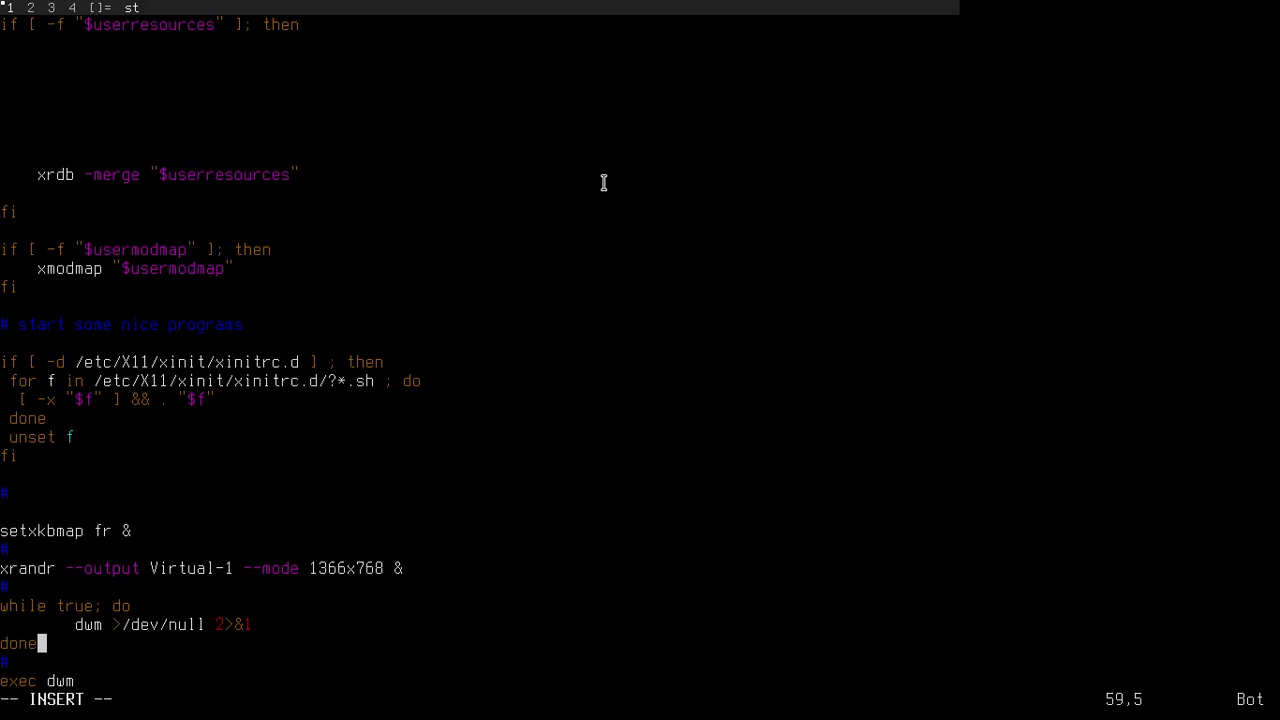 1 2 3 4 []= st
if [ -f "$userresources" ]; then
xrdb -merge "$userresources"
fi
if [ -f "$usermodmap" ]; then
xmodmap "$usermodmap"
fi
# start some nice programs
if [ -d /etc/X11/xinit/xinitrc.d ] ; then
for f in /etc/X11/xinit/xinitrc.d/?*.sh ; do
[ -x "$f" ] && . "$f"
done
unset f
fi
#
setxkbmap fr &
#
xrandr --output Virtual-1 --mode 1366x768 &
#
while true; do
dwm >/dev/null 2>&1
done
#
exec dwm
-- INSERT -- 59,5 Bot